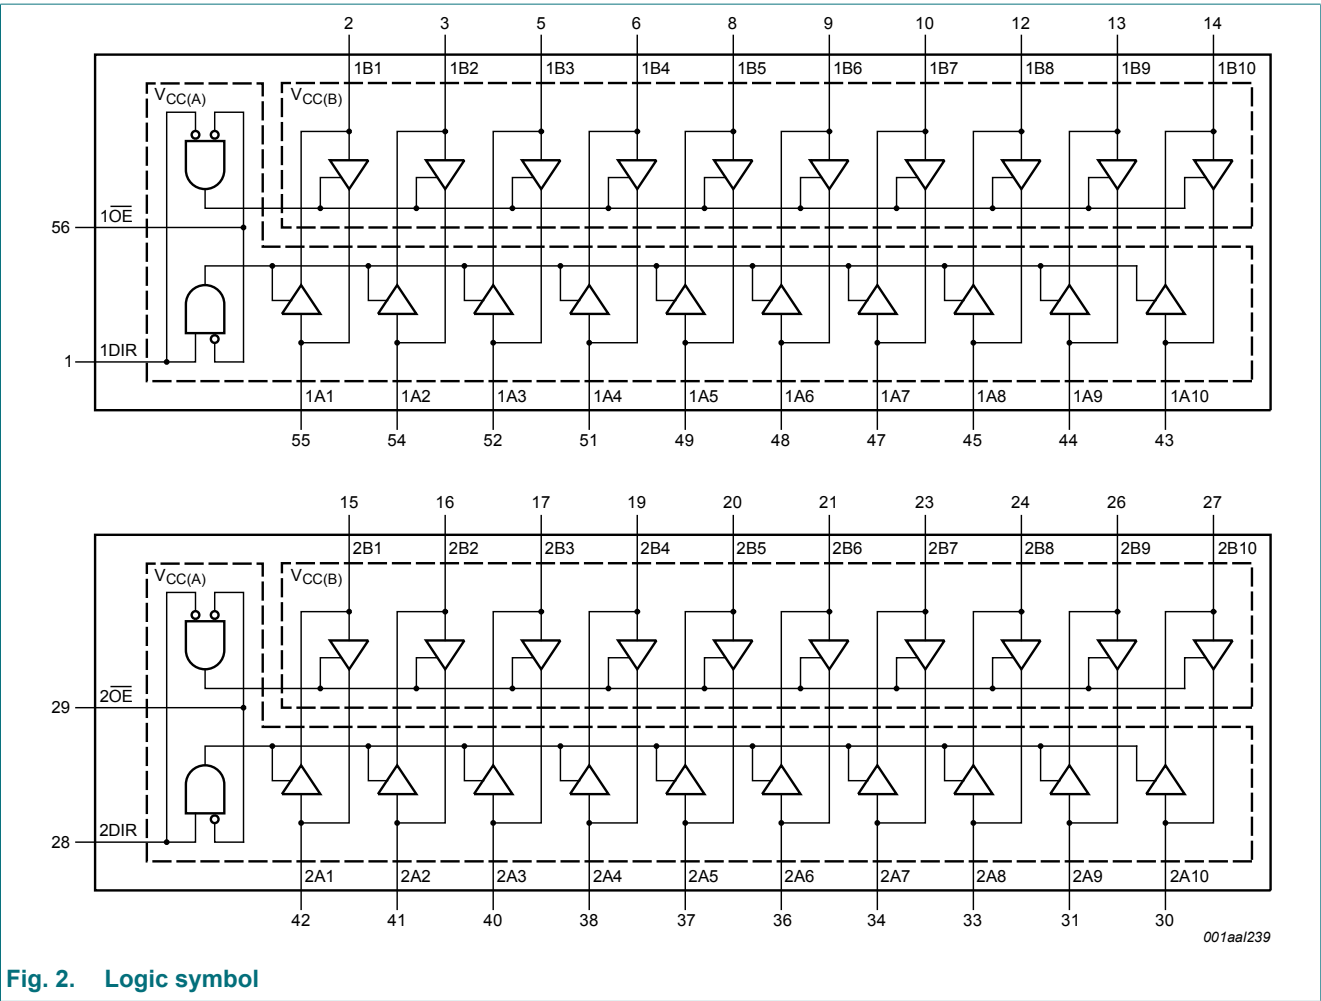 2 3 5 6 8 9 10 12 13 14
1B1 1B2 1B3 1B4 1B5 1B6 1B7 1B8 1B9 1B10
VCC(A) VCC(B)
56 1O̅E̅
1 1DIR
1A1 1A2 1A3 1A4 1A5 1A6 1A7 1A8 1A9 1A10
55 54 52 51 49 48 47 45 44 43
15 16 17 19 20 21 23 24 26 27
2B1 2B2 2B3 2B4 2B5 2B6 2B7 2B8 2B9 2B10
VCC(A) VCC(B)
29 2O̅E̅
28 2DIR
2A1 2A2 2A3 2A4 2A5 2A6 2A7 2A8 2A9 2A10
42 41 40 38 37 36 34 33 31 30
001aal239
Fig. 2. Logic symbol